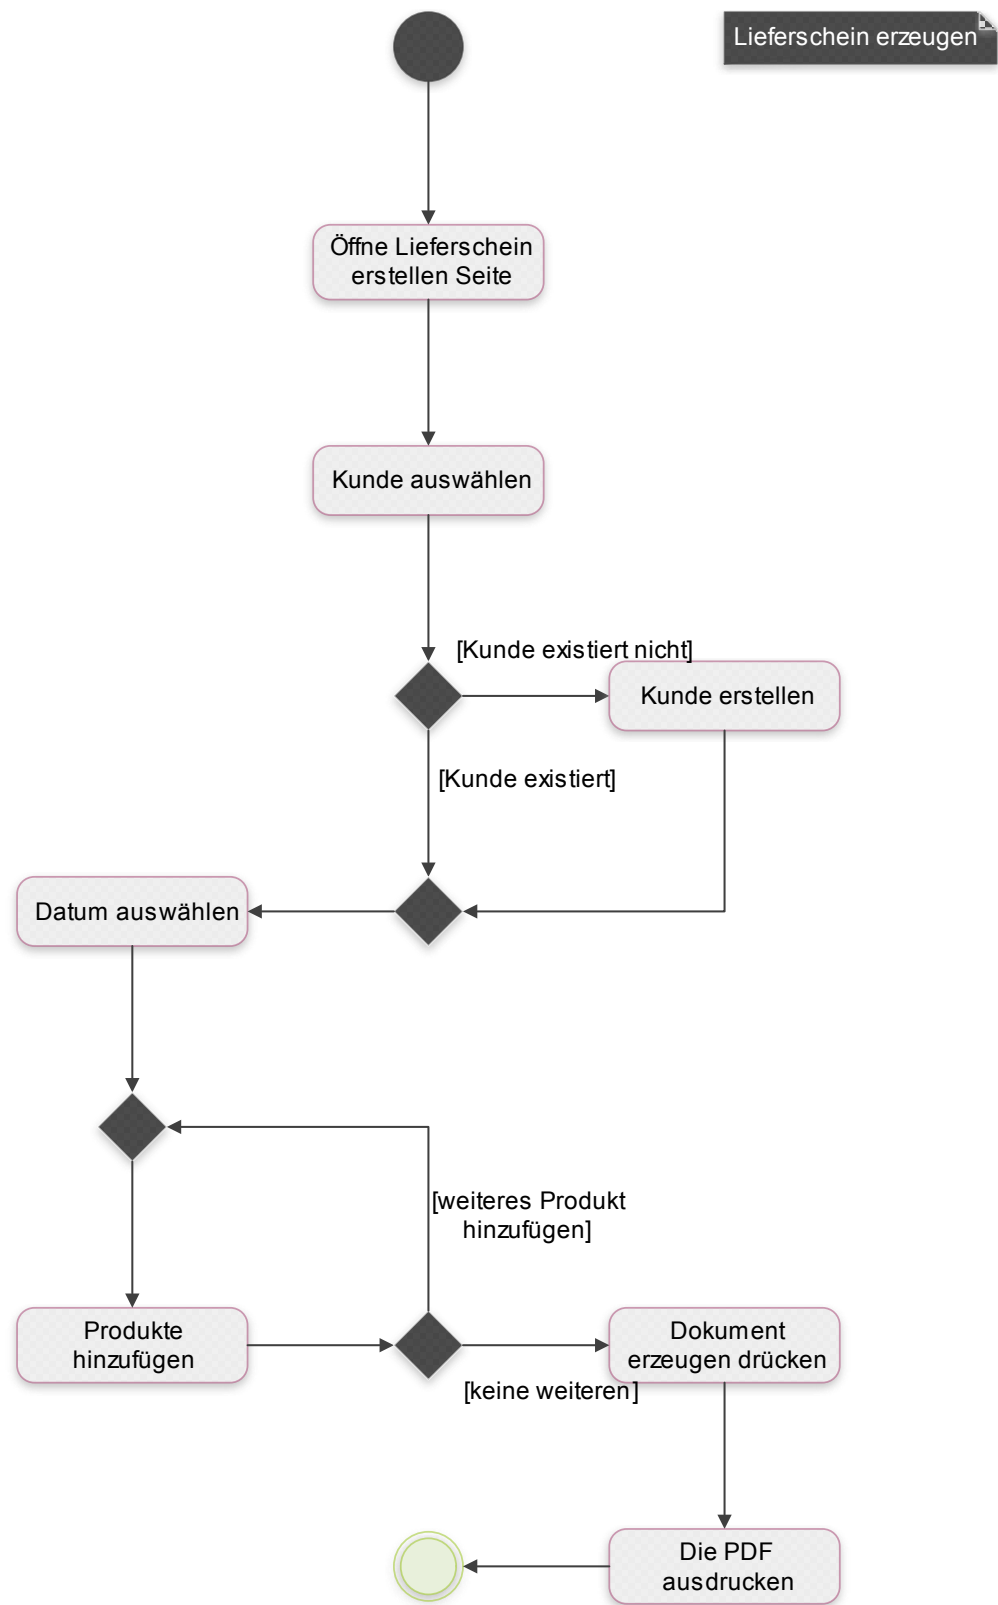 Lieferschein erzeugen
Öffne Lieferschein
erstellen Seite
Kunde auswählen
[Kunde existiert nicht]
Kunde erstellen
[Kunde existiert]
Datum auswählen
[weiteres Produkt
hinzufügen]
Produkte
hinzufügen
Dokument
erzeugen drücken
[keine weiteren]
Die PDF
ausdrucken